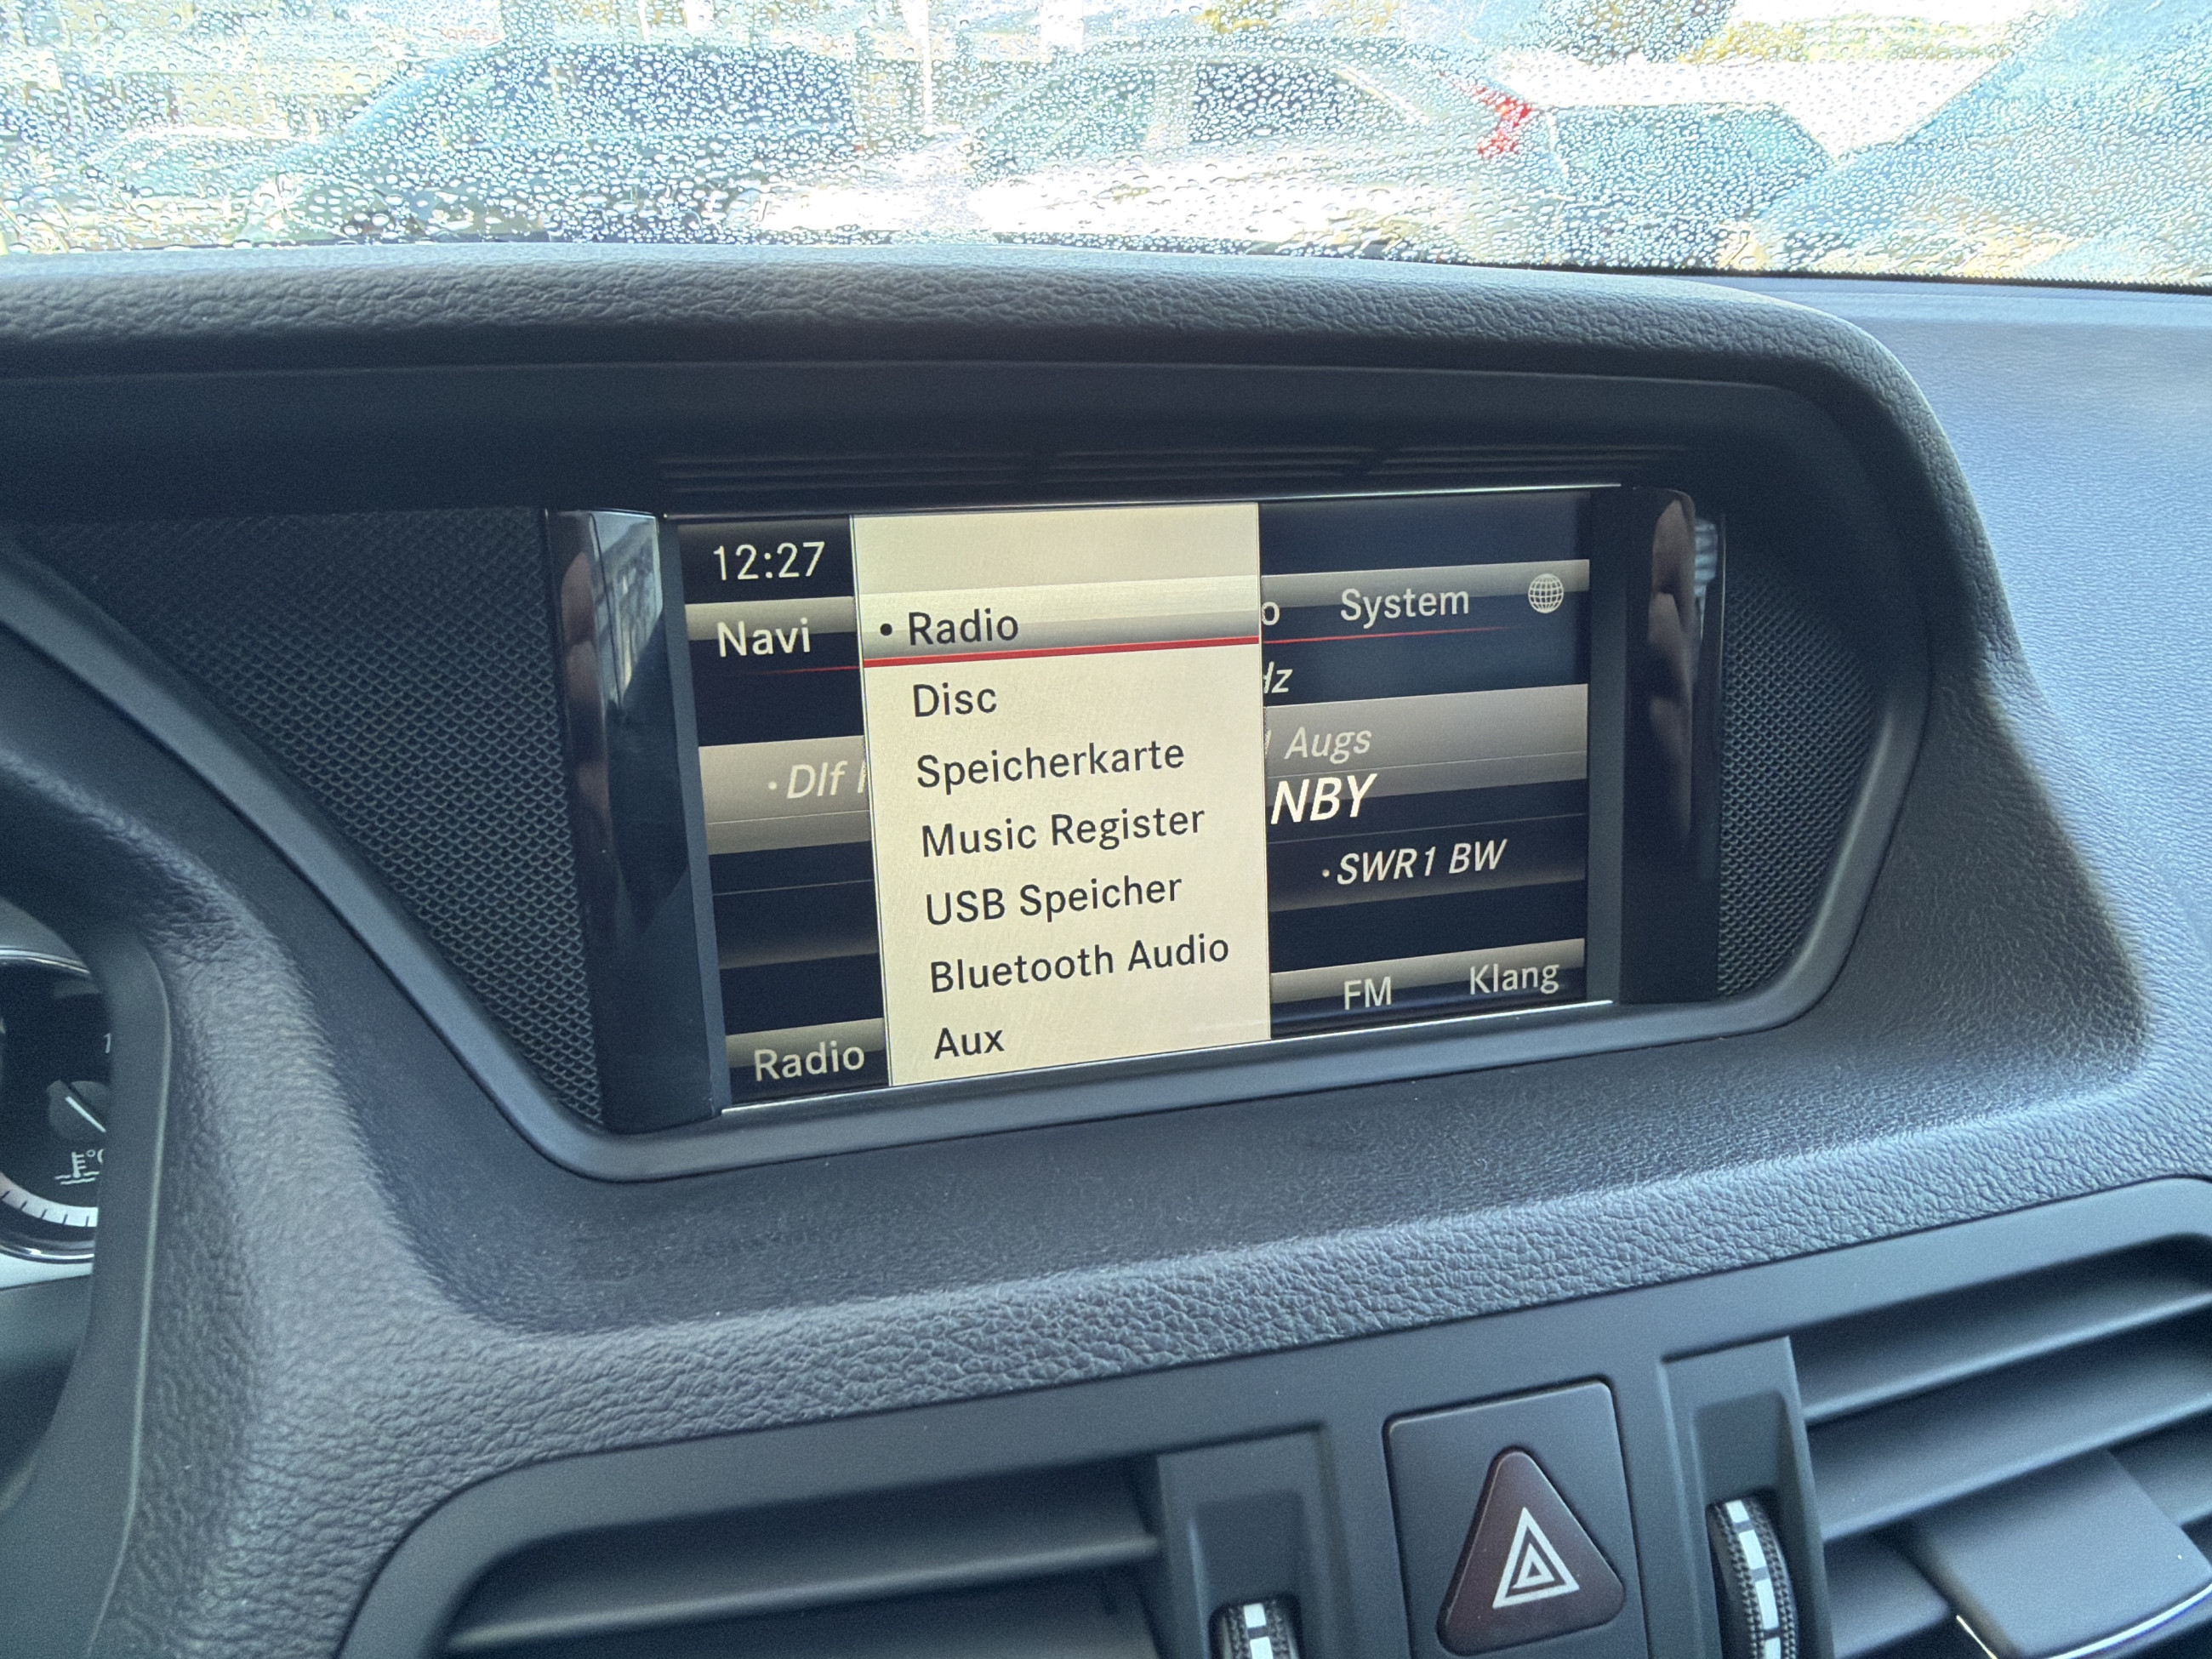 12:27
Navi
• Radio
System
Disc
Speicherkarte
Music Register
USB Speicher
Bluetooth Audio
Aux
· Dlf
Augs
NBY
· SWR1 BW
Radio
FM
Klang